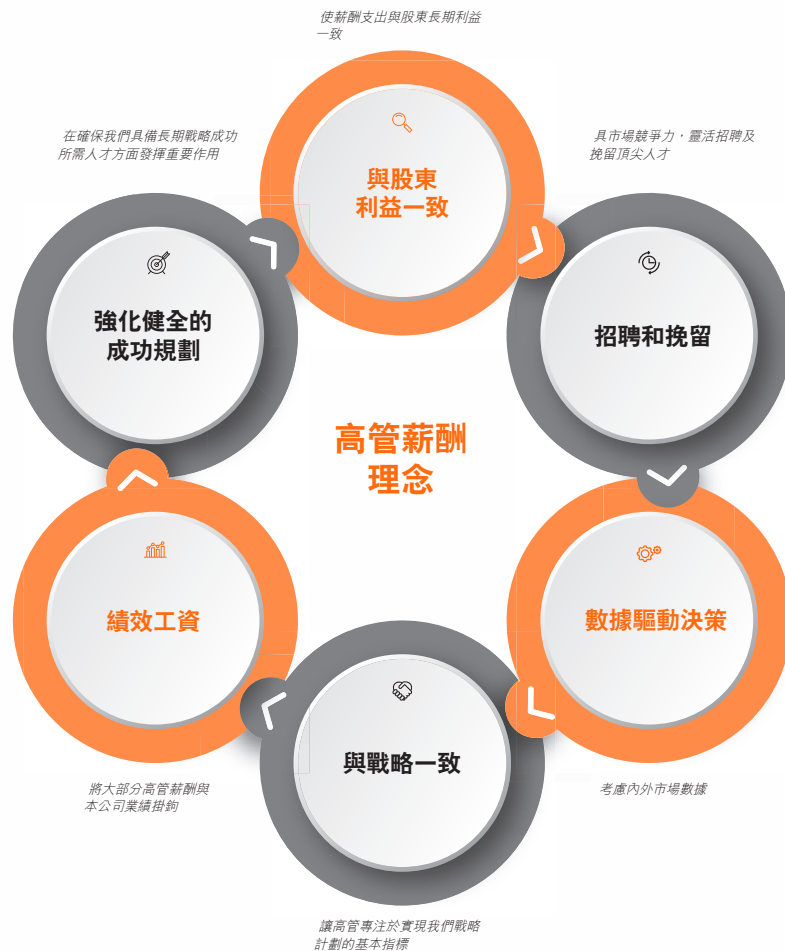 使薪酬支出與股東長期利益
一致
與股東
利益一致
具市場競爭力，靈活招聘及
挽留頂尖人才
招聘和挽留
數據驅動決策
考慮內外市場數據
與戰略一致
讓高管專注於實現我們戰略
計劃的基本指標
績效工資
將大部分高管薪酬與
本公司業績掛鉤
在確保我們具備長期戰略成功
所需人才方面發揮重要作用
強化健全的
成功規劃
高管薪酬
理念